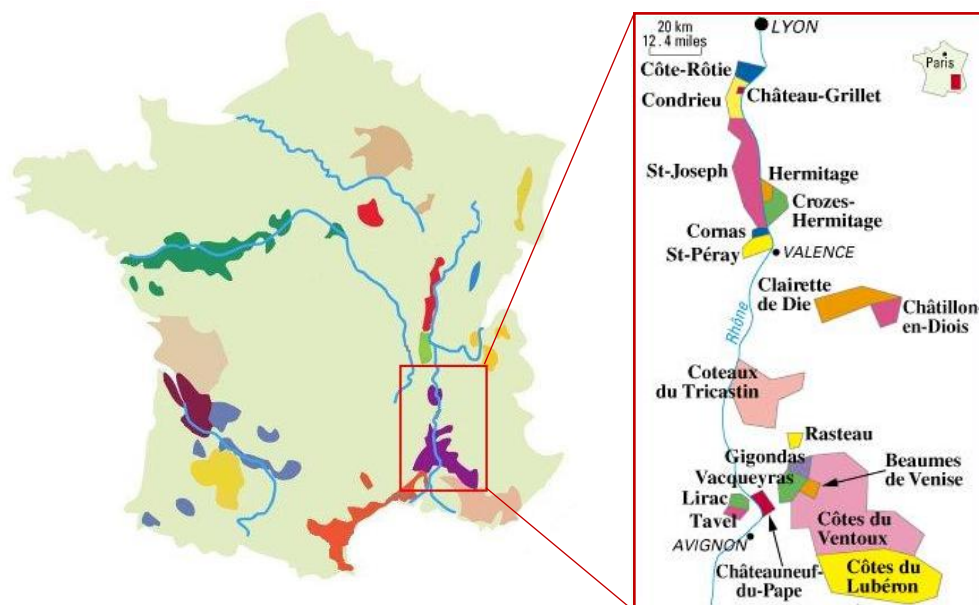 20 km
12.4 miles
LYON
Paris
Côte-Rôtie
Condrieu
Château-Grillet
St-Joseph
Hermitage
Crozes-
Hermitage
Cornas
St-Péray
VALENCE
Clairette
de Die
Châtillon-
en-Diois
Rhône
Coteaux
du Tricastin
Rasteau
Gigondas
Vacqueyras
Beaumes
de Venise
Lirac
Tavel
Côtes du
Ventoux
AVIGNON
Châteauneuf-
du-Pape
Côtes du
Lubéron